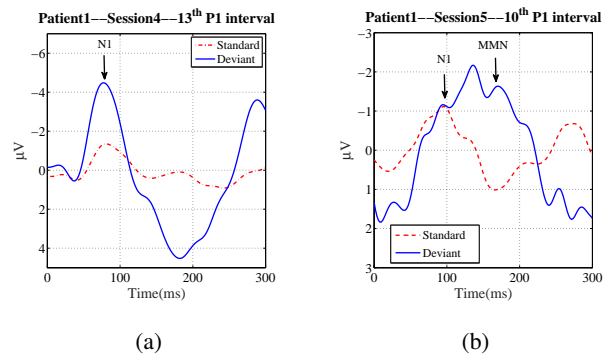 Patient1−−Session4−−13th P1 interval
N1
Standard
Deviant
−6
−4
−2
0
2
4
µV
0
100
200
300
Time(ms)
(a)
Patient1−−Session5−−10th P1 interval
MMN
N1
−3
−2
−1
0
1
2
3
µV
Standard
Deviant
0
100
200
300
Time(ms)
(b)